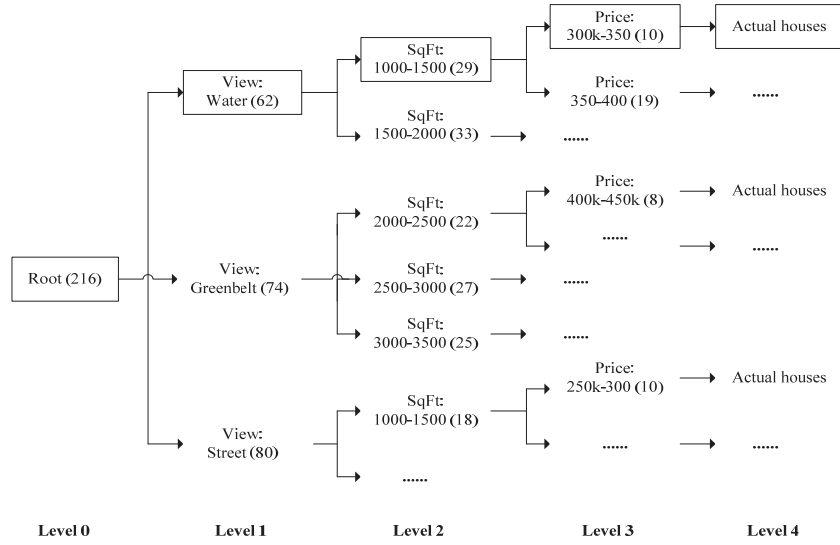 Price:
300k-350 (10)
Actual houses
SqFt:
1000-1500 (29)
View:
Water (62)
Price:
350-400 (19)
......
SqFt:
1500-2000 (33)
......
Price:
400k-450k (8)
Actual houses
SqFt:
2000-2500 (22)
......
......
Root (216)
View:
Greenbelt (74)
SqFt:
2500-3000 (27)
......
SqFt:
3000-3500 (25)
......
Price:
250k-300 (10)
Actual houses
SqFt:
1000-1500 (18)
View:
Street (80)
......
......
......
Level 0
Level 1
Level 2
Level 3
Level 4